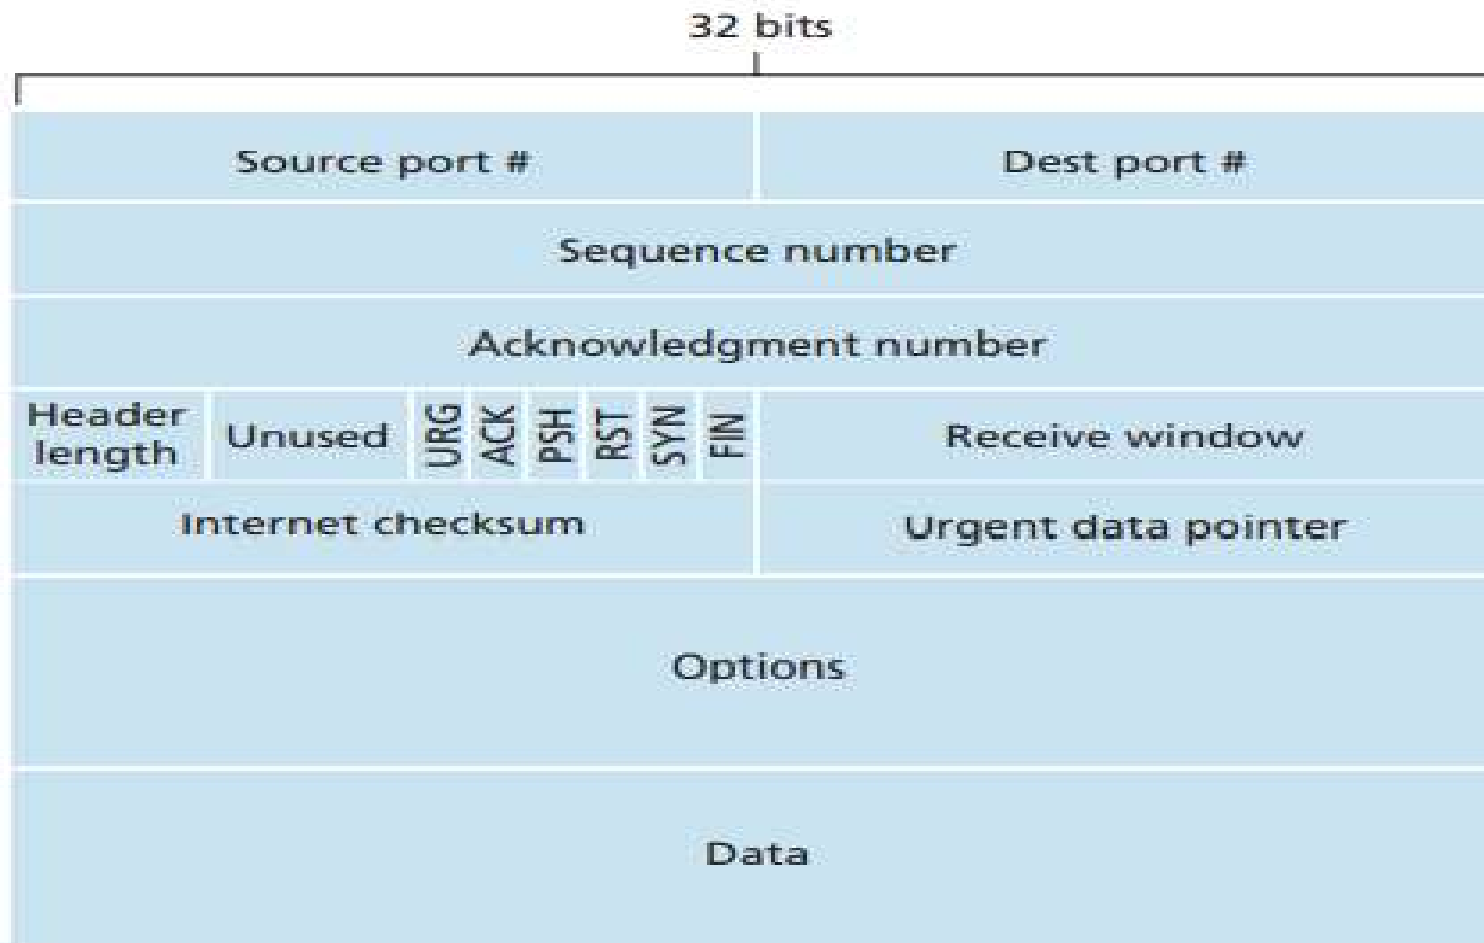 32 bits
Source port #
Dest port #
Sequence number
Acknowledgment number
Header
length
Unused
URG
ACK
PSH
RST
SYN
FIN
Receive window
Internet checksum
Urgent data pointer
Options
Data